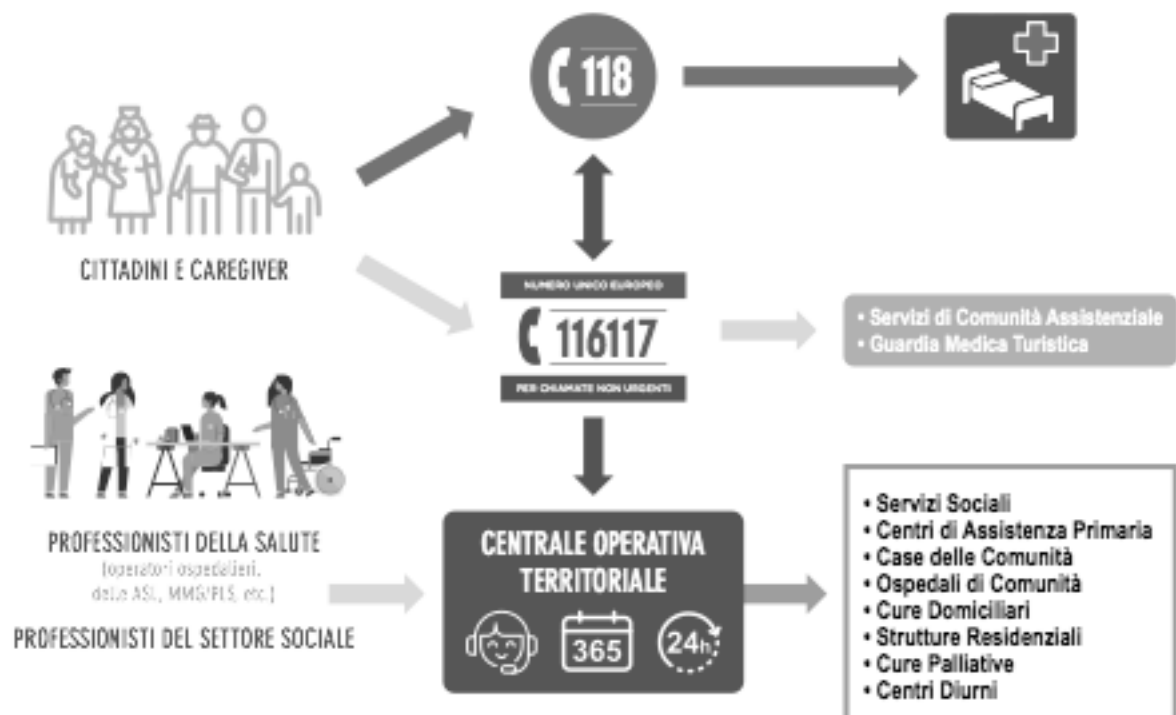 118
CITTADINI E CAREGIVER
NUMERO UNICO EUROPEO
116117
PER CHIAMATE NON URGENTI
• Servizi di Comunità Assistenziale
• Guardia Medica Turistica
PROFESSIONISTI DELLA SALUTE
(operatori ospedalieri,
delle ASL, MMG/PLS, etc.)
PROFESSIONISTI DEL SETTORE SOCIALE
CENTRALE OPERATIVA
TERRITORIALE
365
24h
• Servizi Sociali
• Centri di Assistenza Primaria
• Case delle Comunità
• Ospedali di Comunità
• Cure Domiciliari
• Strutture Residenziali
• Cure Palliative
• Centri Diurni